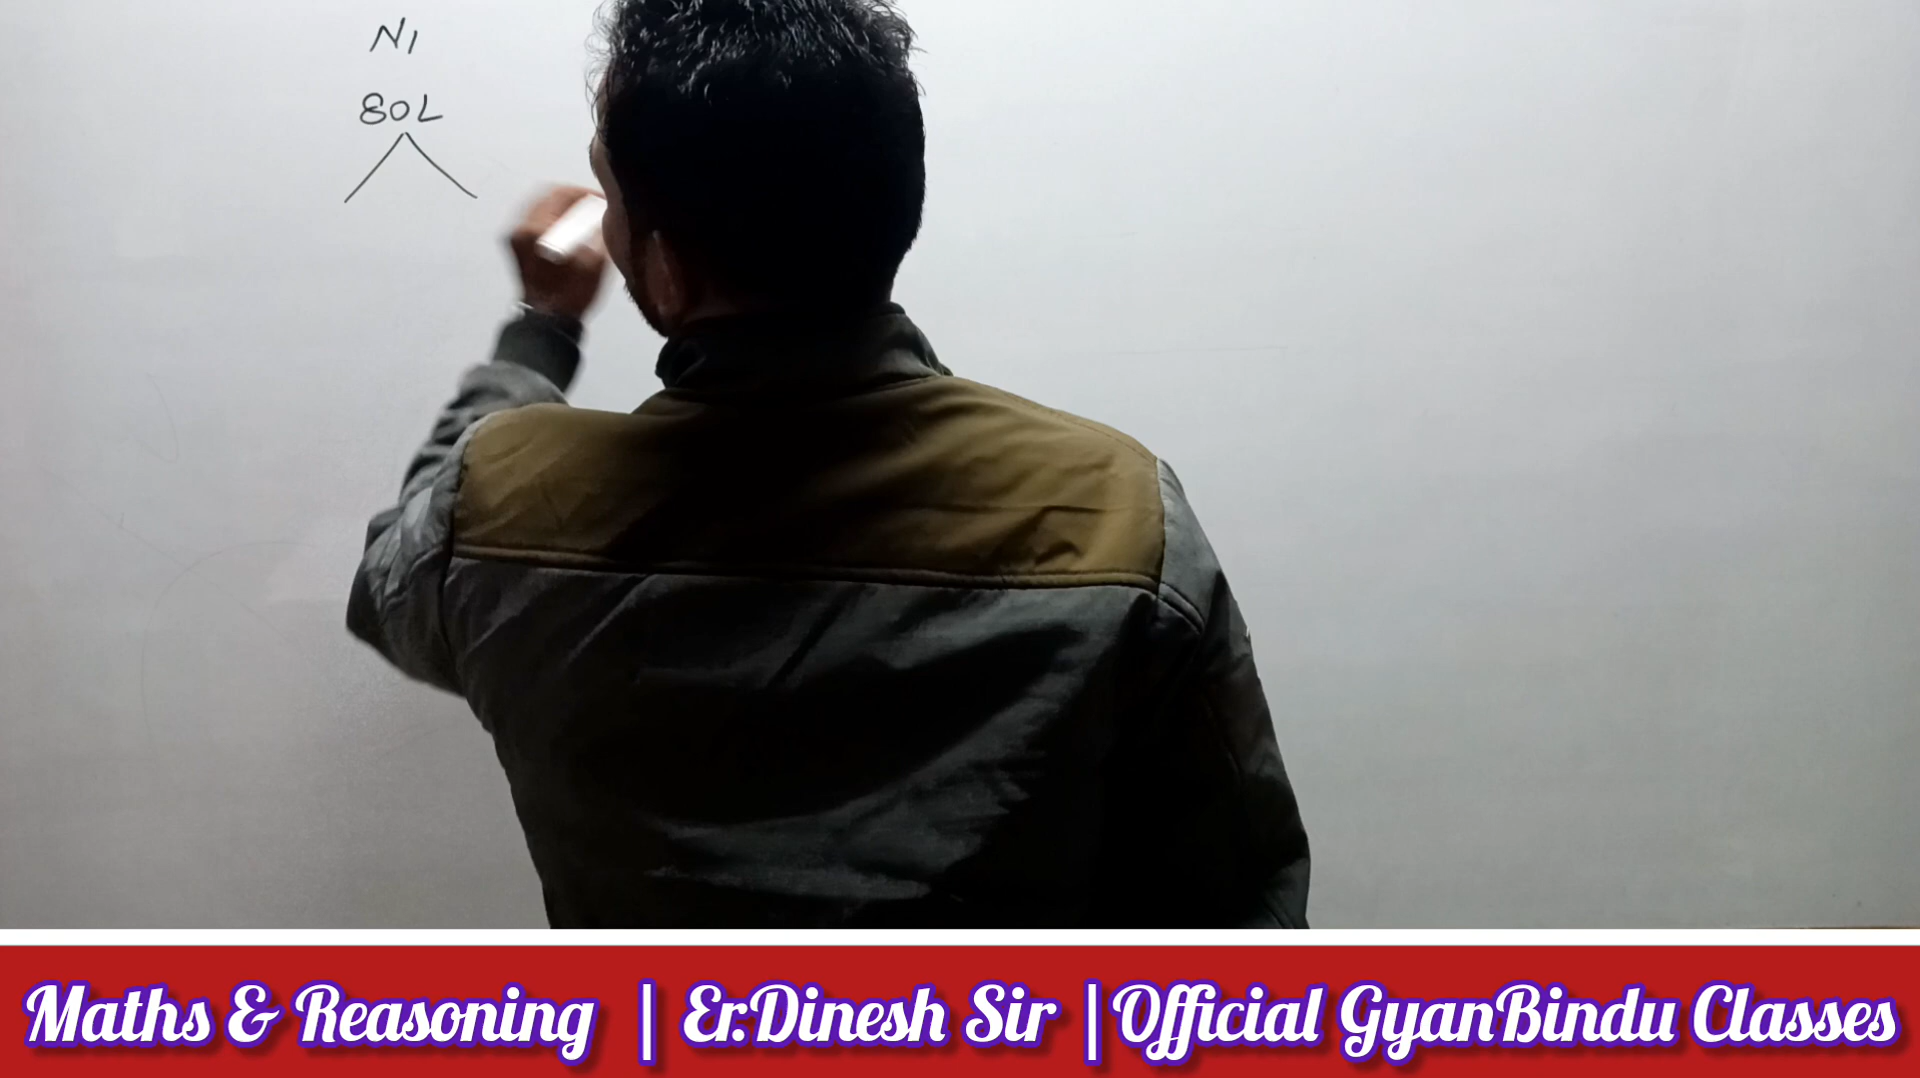 N1
80L
Maths & Reasoning | Er.Dinesh Sir | Official GyanBindu Classes